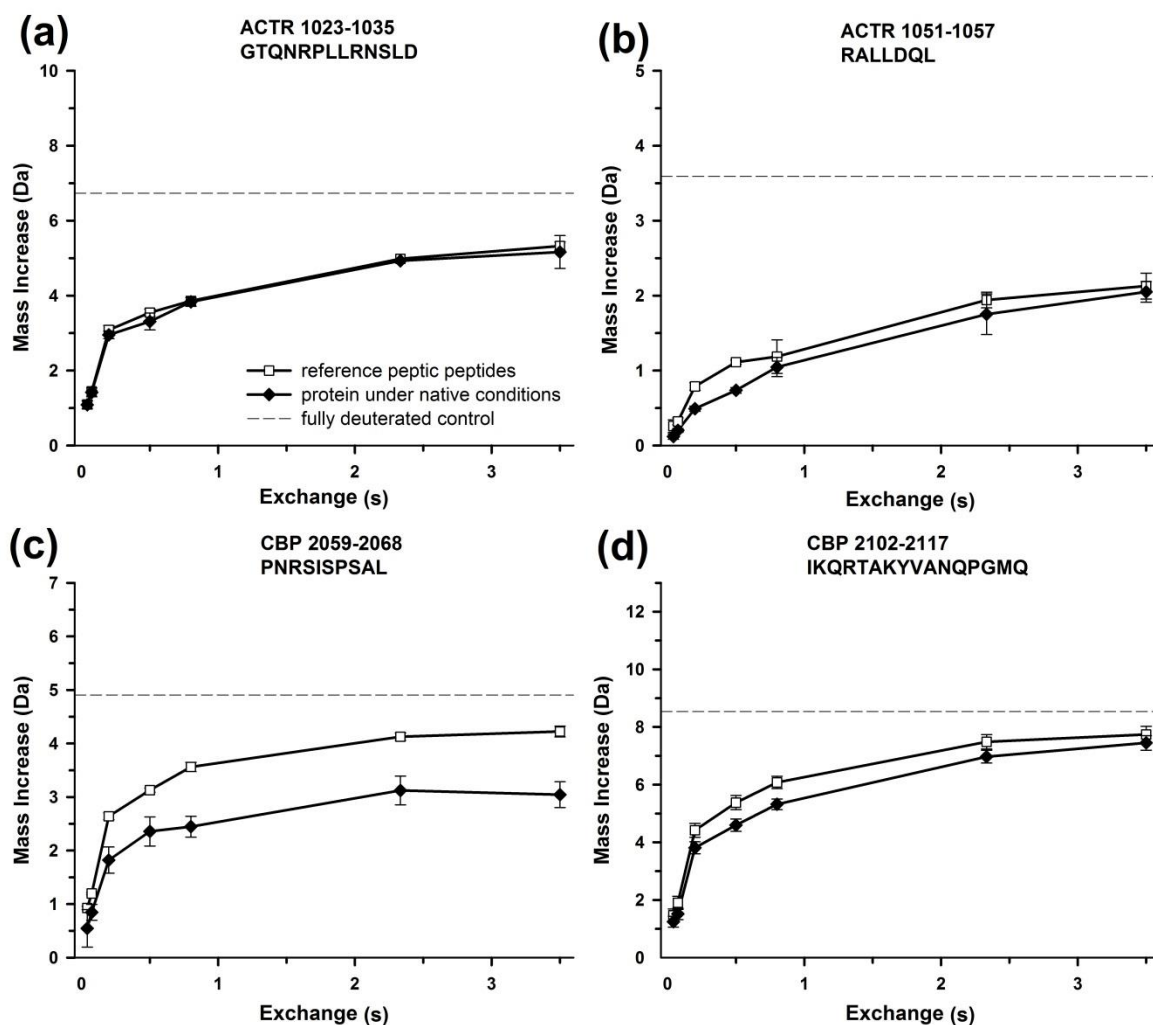 (a)
ACTR 1023-1035
GTQNRPLLRNSLD
10
8
6
4
2
0
Mass Increase (Da)
reference peptic peptides
protein under native conditions
fully deuterated control
0 1 2 3
Exchange (s)
(b)
ACTR 1051-1057
RALLDQL
5
4
3
2
1
0
Mass Increase (Da)
0 1 2 3
Exchange (s)
(c)
CBP 2059-2068
PNRSISPSAL
7
6
5
4
3
2
1
0
Mass Increase (Da)
0 1 2 3
Exchange (s)
(d)
CBP 2102-2117
IKQRTAKYVANQPGMQ
12
10
8
6
4
2
0
Mass Increase (Da)
0 1 2 3
Exchange (s)